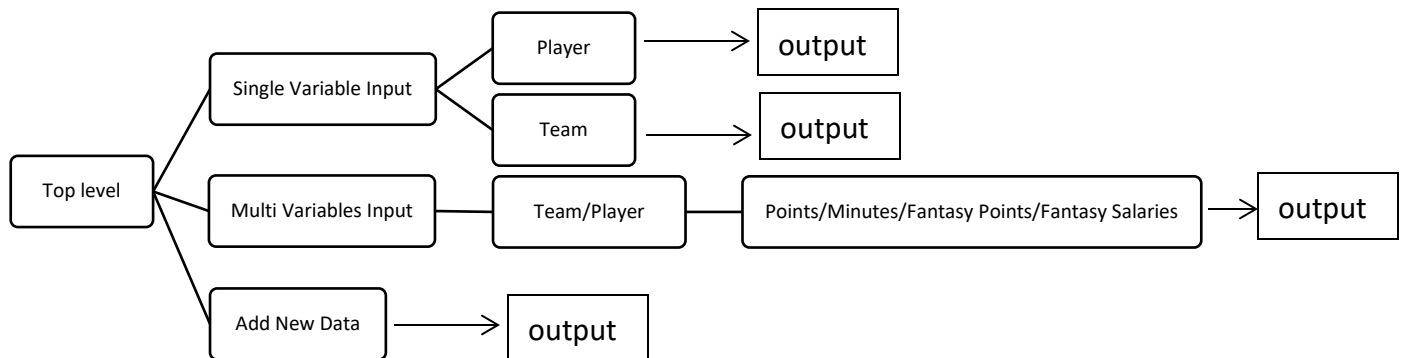 Player
output
Single Variable Input
Team
output
Top level
Multi Variables Input
Team/Player
Points/Minutes/Fantasy Points/Fantasy Salaries
output
Add New Data
output